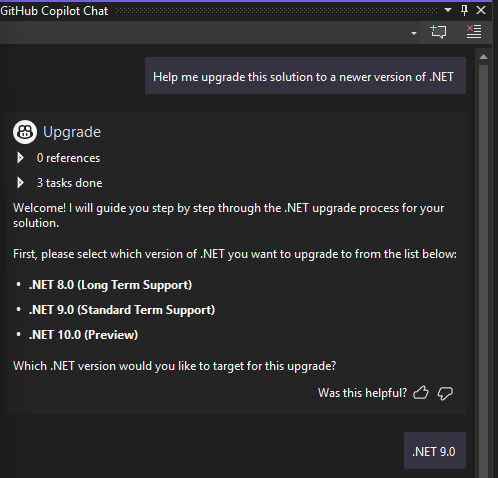 GitHub Copilot Chat
Help me upgrade this solution to a newer version of .NET
Upgrade
0 references
3 tasks done
Welcome! I will guide you step by step through the .NET upgrade process for your
solution.
First, please select which version of .NET you want to upgrade to from the list below:
• .NET 8.0 (Long Term Support)
• .NET 9.0 (Standard Term Support)
• .NET 10.0 (Preview)
Which .NET version would you like to target for this upgrade?
Was this helpful?
.NET 9.0